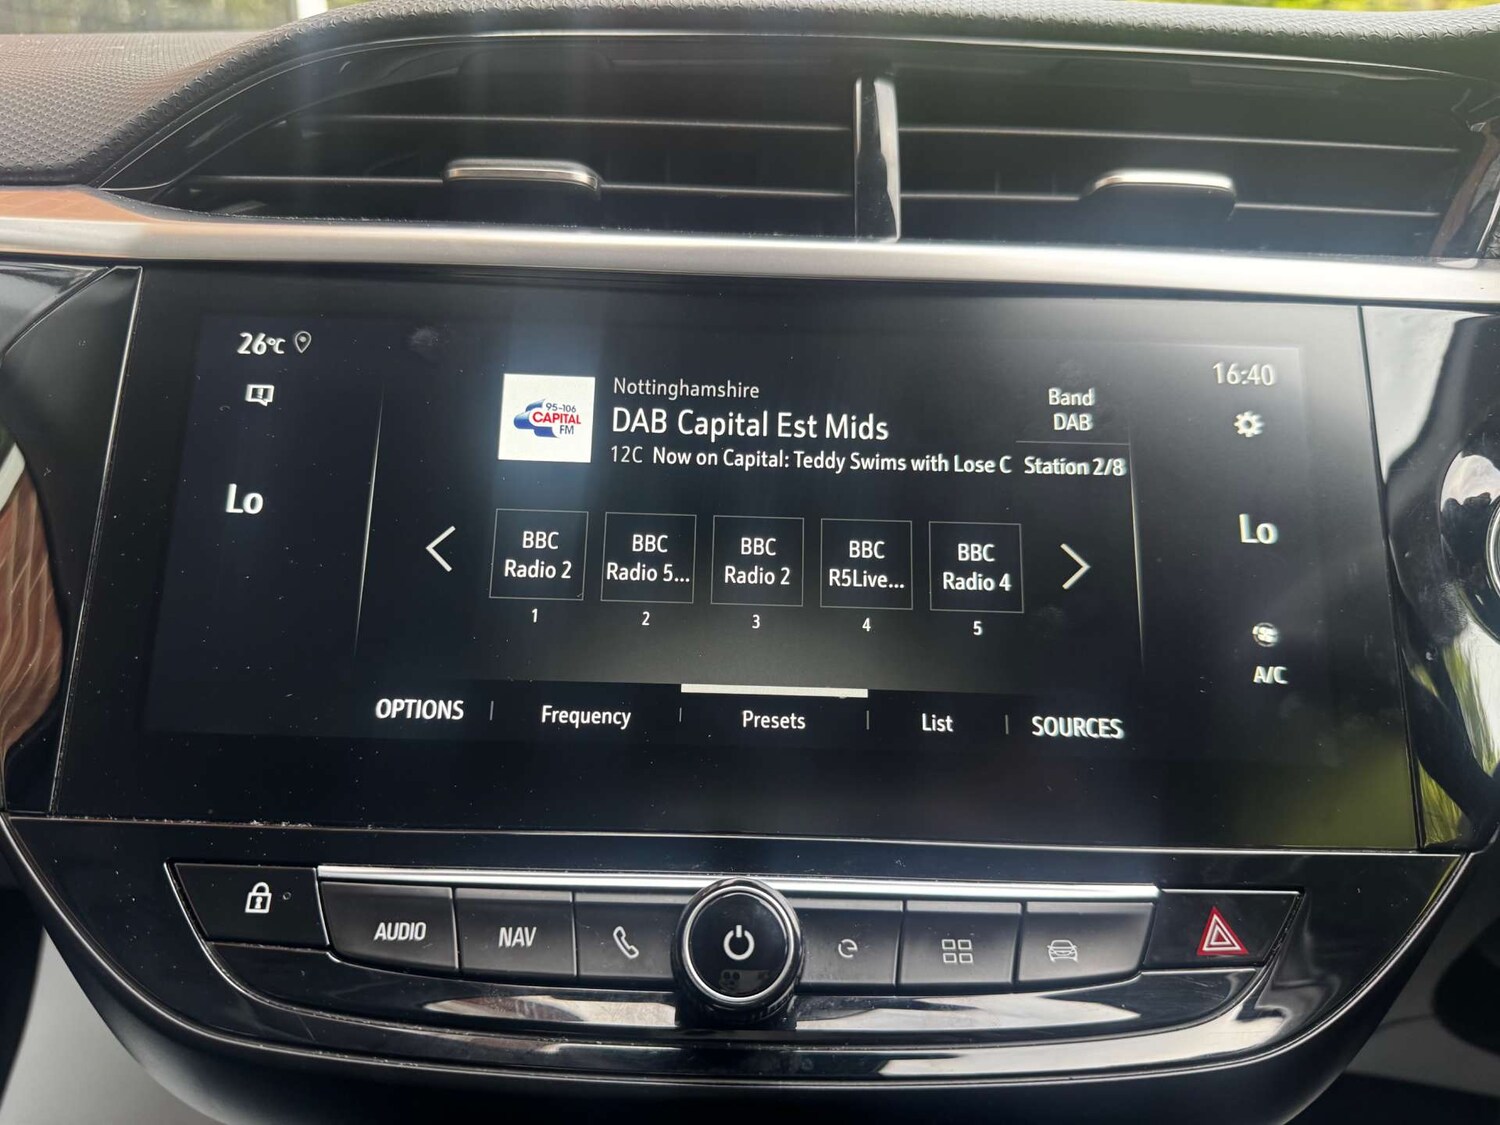 26°C
16:40
95-106
CAPITAL
FM
Nottinghamshire
DAB Capital Est Mids
12C Now on Capital: Teddy Swims with Lose C
Band
DAB
Station 2/8
Lo
Lo
BBC
Radio 2
BBC
Radio 5...
BBC
Radio 2
BBC
R5Live...
BBC
Radio 4
1
2
3
4
5
A/C
OPTIONS
Frequency
Presets
List
SOURCES
AUDIO
NAV